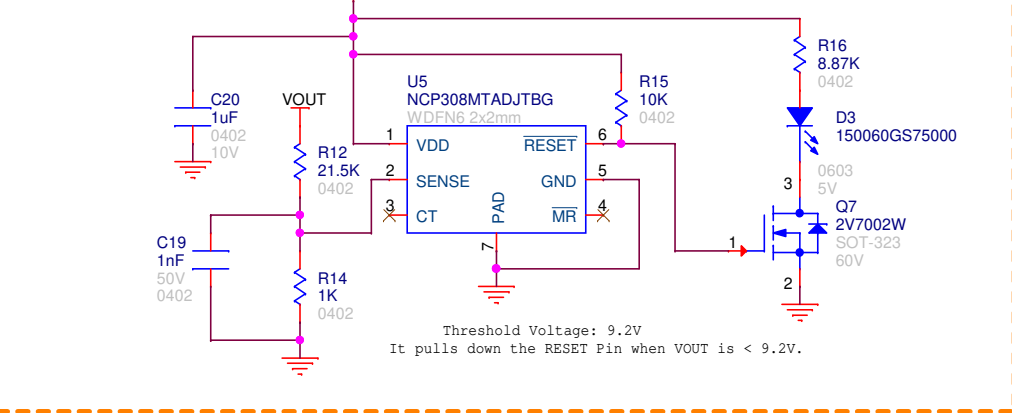 R16
8.87K
0402
U5
NCP308MTADJTBG
WDFN6 2x2mm
R15
10K
0402
C20
1uF
0402
10V
VOUT
D3
150060GS75000
0603
5V
1
VDD
RESET
6
R12
21.5K
0402
2
SENSE
GND
5
3
CT
PAD
MR
4
7
3
Q7
2V7002W
SOT-323
60V
1
2
C19
1nF
50V
0402
R14
1K
0402
Threshold Voltage: 9.2V
It pulls down the RESET Pin when VOUT is < 9.2V.